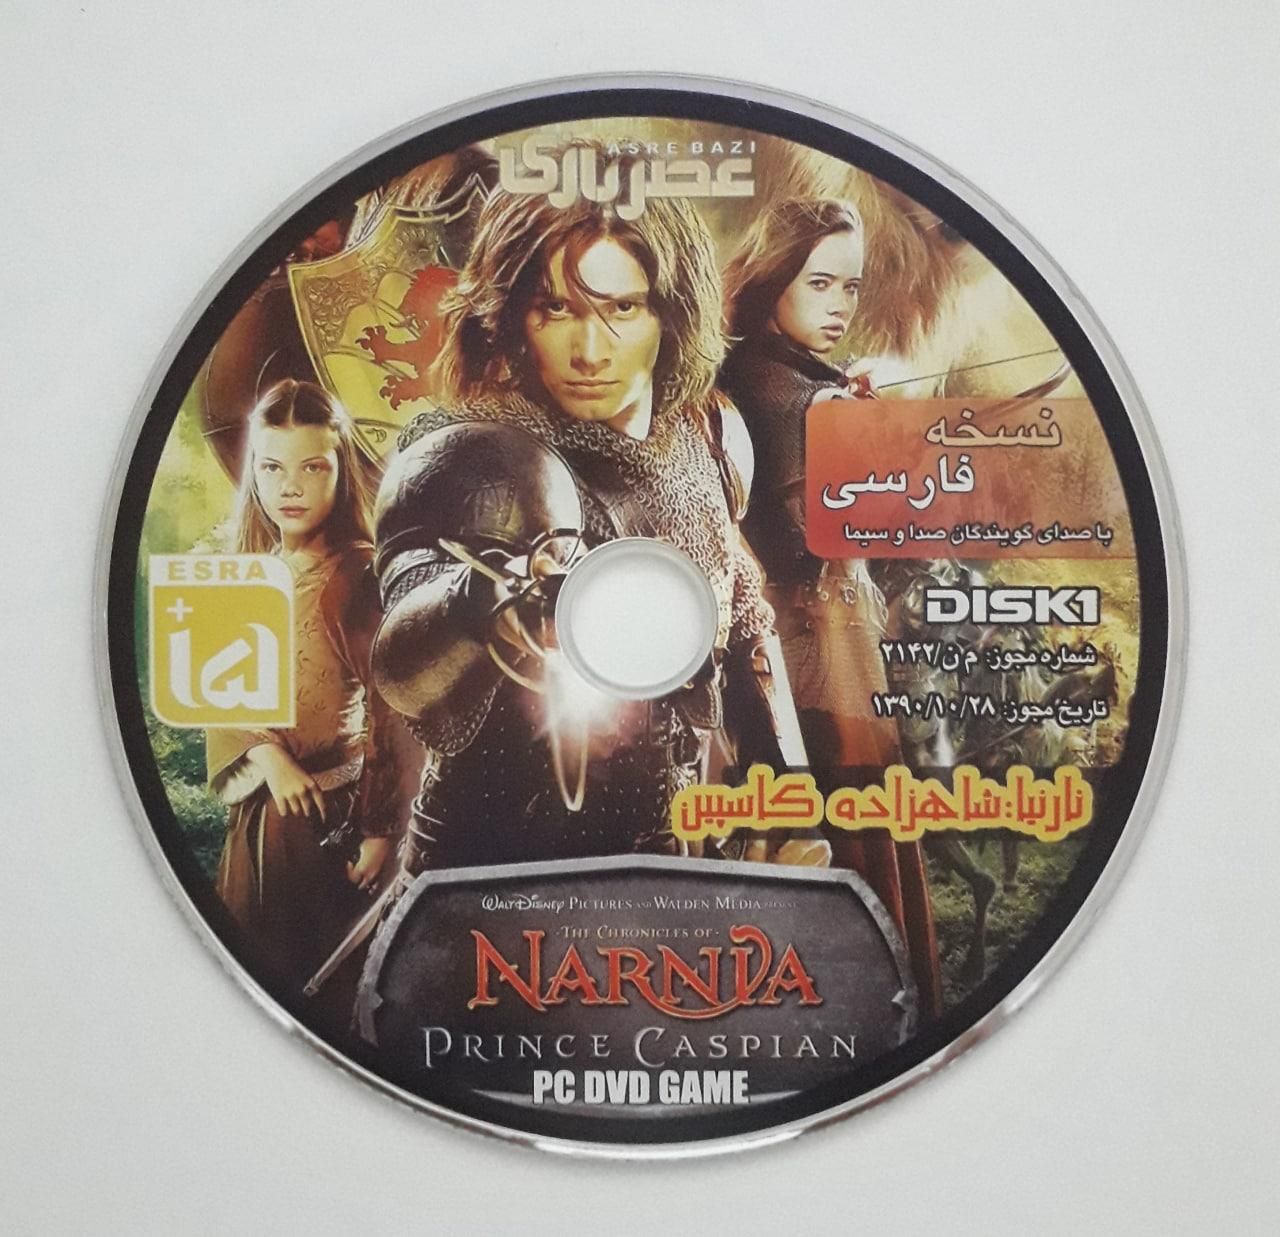 ASRE BAZI
عصر بازی
نسخه
فارسی
با صدای گویندگان صدا و سیما
ESRA
+۱۵
DISK1
شماره مجوز: م ن/۲۱۴۲
تاریخ مجوز: ۱۳۹۰/۱۰/۲۸
نارنیا:شاهزاده کاسپین
WALT DISNEY PICTURES AND WALDEN MEDIA PRESENT
·THE CHRONICLES OF·
NARNIA
PRINCE CASPIAN
PC DVD GAME